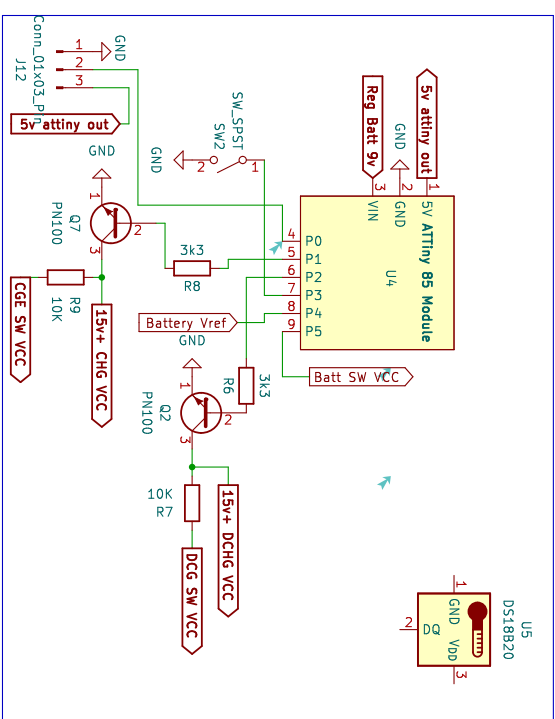 Conn_01x03_Pin
J12
1
2
3
GND
5v attiny out
GND
1
2
3
Q7
PN100
3k3
R8
R9
10K
CGE SW VCC
15v+ CHG VCC
GND
SW_SPST
SW2
2
1
Reg Batt 9v
GND
5v attiny out
3
2
1
VIN
GND
5V
ATTiny 85 Module
U4
4
P0
5
P1
6
P2
7
P3
8
P4
9
P5
Battery Vref
GND
Batt SW VCC
R6
3k3
1
2
3
Q2
PN100
10K
R7
15v+ DCHG VCC
DCG SW VCC
1
GND
2
DQ
VDD
3
U5
DS18B20